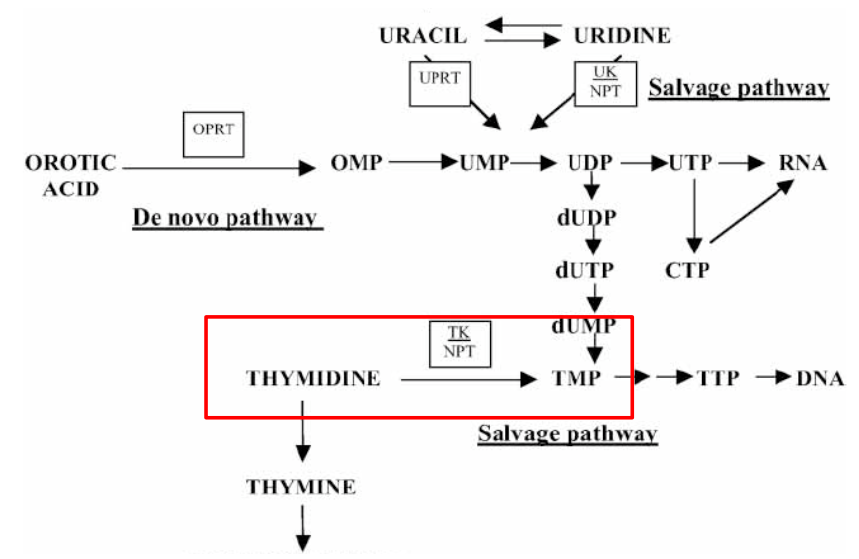 URACIL URIDINE
UPRT
UK
NPT
Salvage pathway
OPRT
OROTIC
ACID
OMP UMP UDP UTP RNA
De novo pathway
dUDP
dUTP CTP
dUMP
TK
NPT
THYMIDINE TMP TTP DNA
Salvage pathway
THYMINE